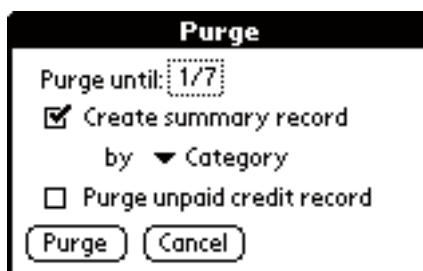 Purge
Purge until: 1/7
Create summary record
by Category
Purge unpaid credit record
Purge Cancel